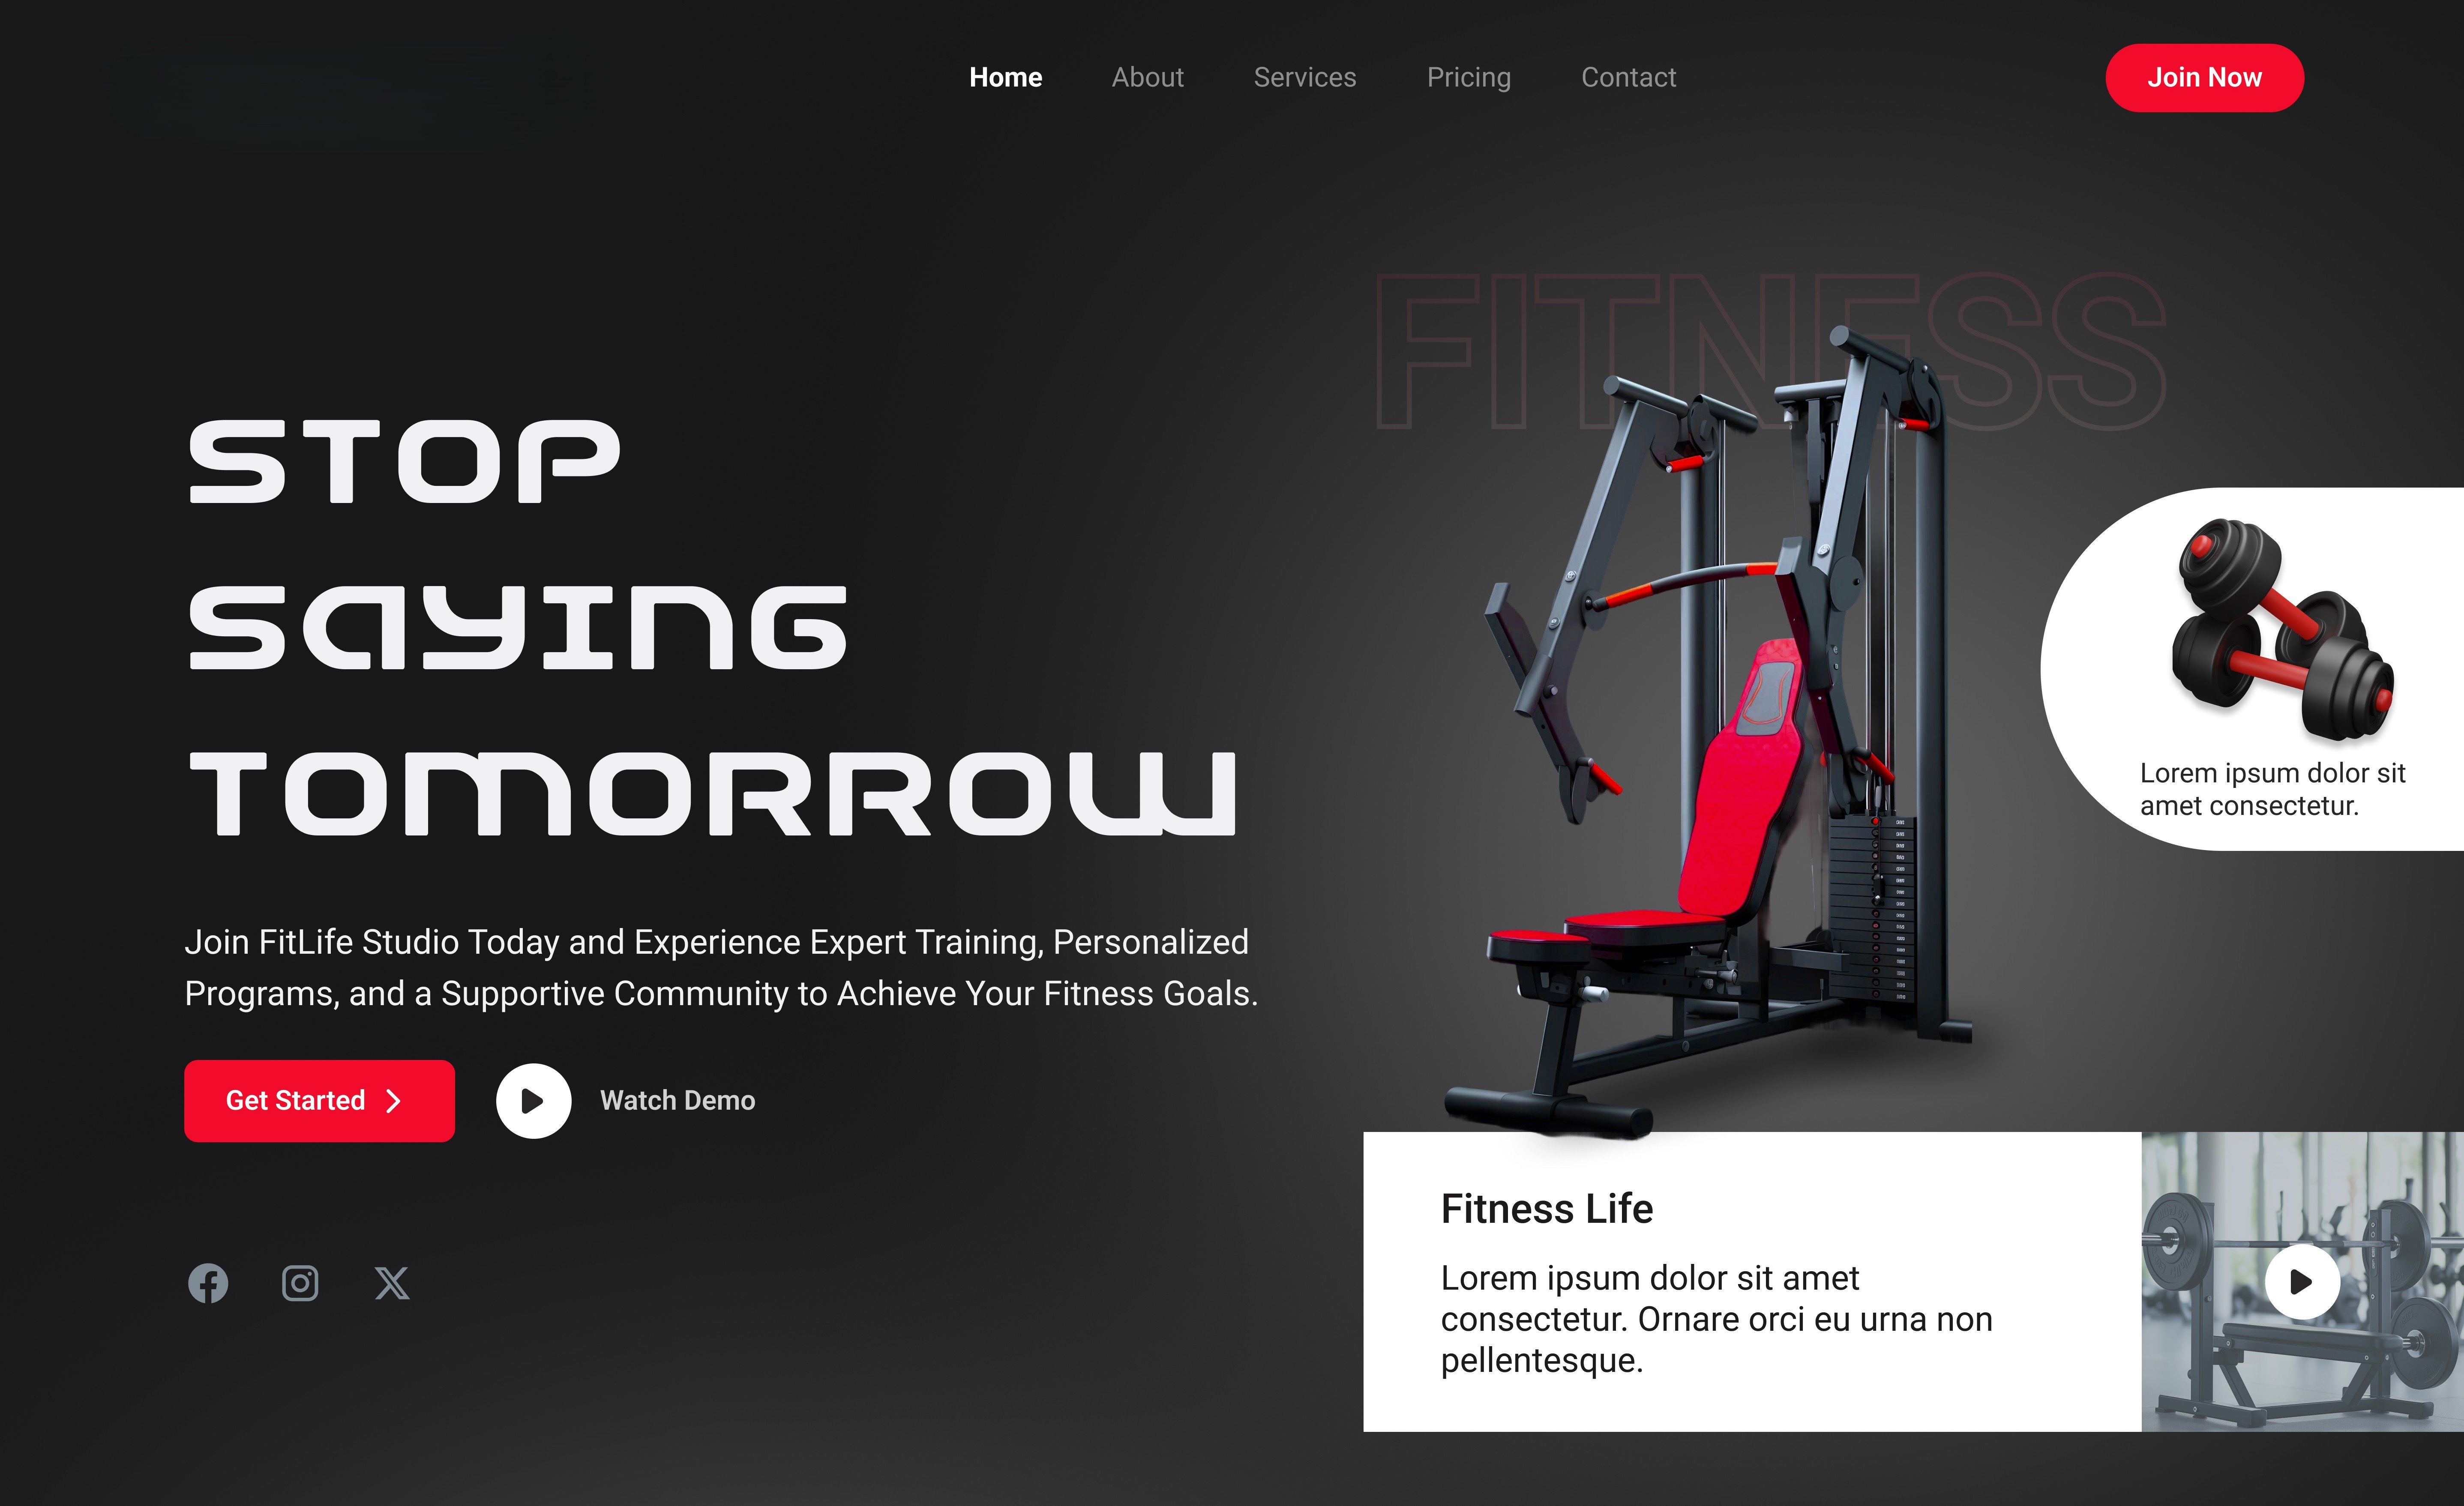 Home About Services Pricing Contact
Join Now
FITNESS
STOP
SAYING
TOMORROW
Join FitLife Studio Today and Experience Expert Training, Personalized
Programs, and a Supportive Community to Achieve Your Fitness Goals.
Get Started
Watch Demo
Lorem ipsum dolor sit
amet consectetur.
Fitness Life
Lorem ipsum dolor sit amet
consectetur. Ornare orci eu urna non
pellentesque.